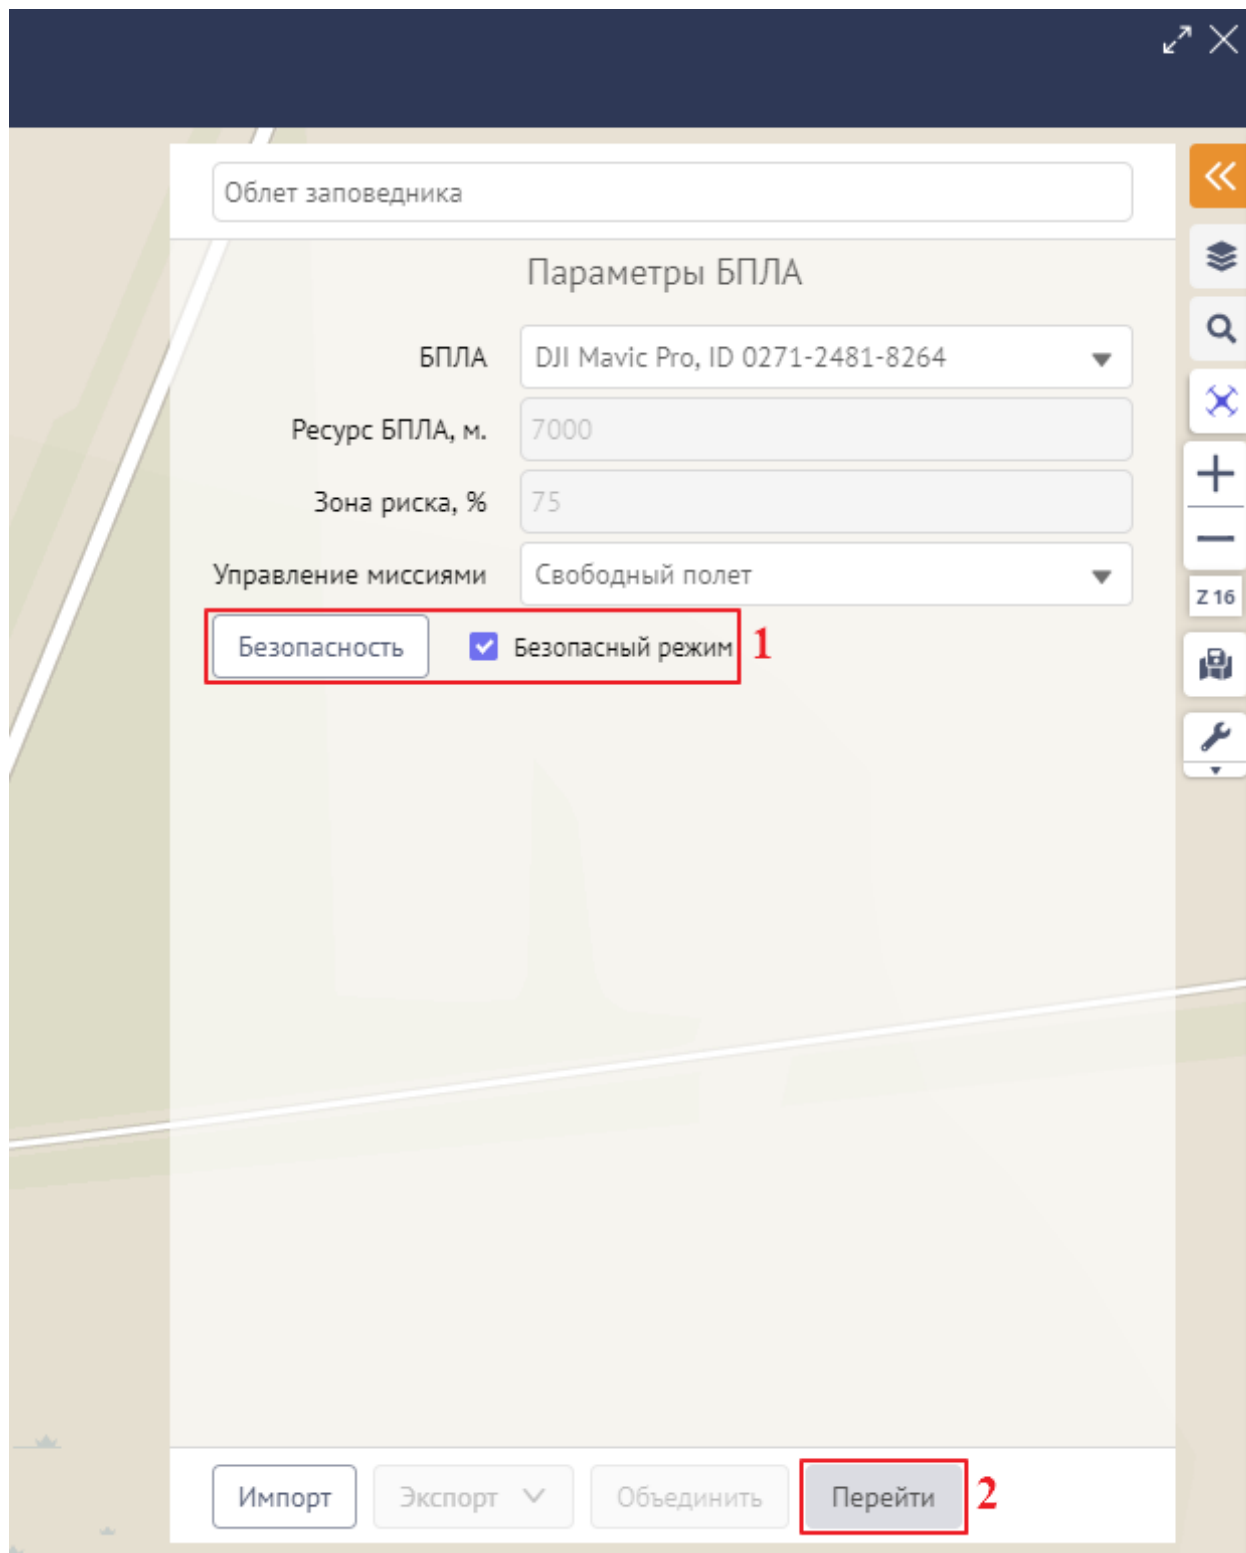 Облет заповедника
Параметры БПЛА
БПЛА DJI Mavic Pro, ID 0271-2481-8264
Ресурс БПЛА, м. 7000
Зона риска, % 75
Управление миссиями Свободный полет
Z 16
Безопасность Безопасный режим 1
Импорт Экспорт Объединить Перейти 2